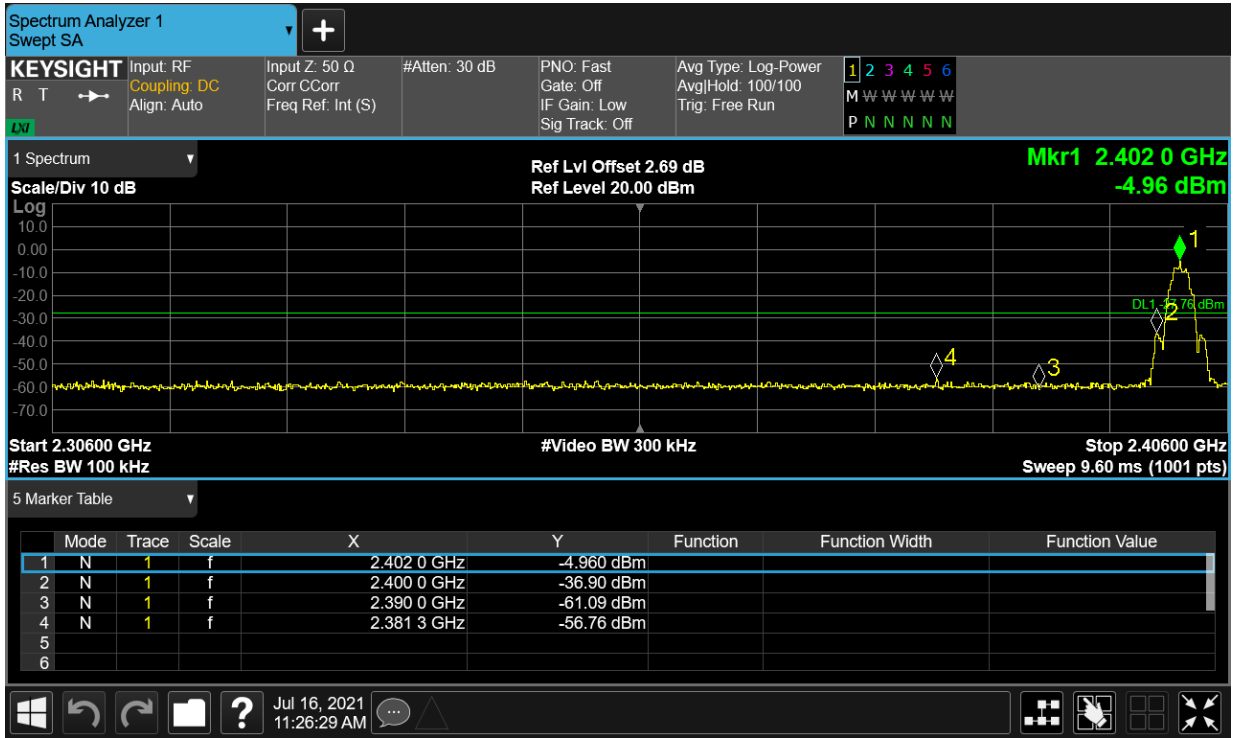 Spectrum Analyzer 1
Swept SA
KEYSIGHT
R T
LXI
Input: RF
Coupling: DC
Align: Auto
Input Z: 50 Ω
Corr CCorr
Freq Ref: Int (S)
#Atten: 30 dB
PNO: Fast
Gate: Off
IF Gain: Low
Sig Track: Off
Avg Type: Log-Power
Avg|Hold: 100/100
Trig: Free Run
1 2 3 4 5 6
M W W W W W
P N N N N N
1 Spectrum
Scale/Div 10 dB
Ref Lvl Offset 2.69 dB
Ref Level 20.00 dBm
Mkr1 2.402 0 GHz
-4.96 dBm
Log
10.0
0.00
-10.0
-20.0
-30.0
-40.0
-50.0
-60.0
-70.0
1
DL1 -27.76 dBm
2
4
3
Start 2.30600 GHz
#Video BW 300 kHz
Stop 2.40600 GHz
#Res BW 100 kHz
Sweep 9.60 ms (1001 pts)
5 Marker Table
Mode Trace Scale X Y Function Function Width Function Value
1 N 1 f 2.402 0 GHz -4.960 dBm
2 N 1 f 2.400 0 GHz -36.90 dBm
3 N 1 f 2.390 0 GHz -61.09 dBm
4 N 1 f 2.381 3 GHz -56.76 dBm
5
6
?
Jul 16, 2021
11:26:29 AM